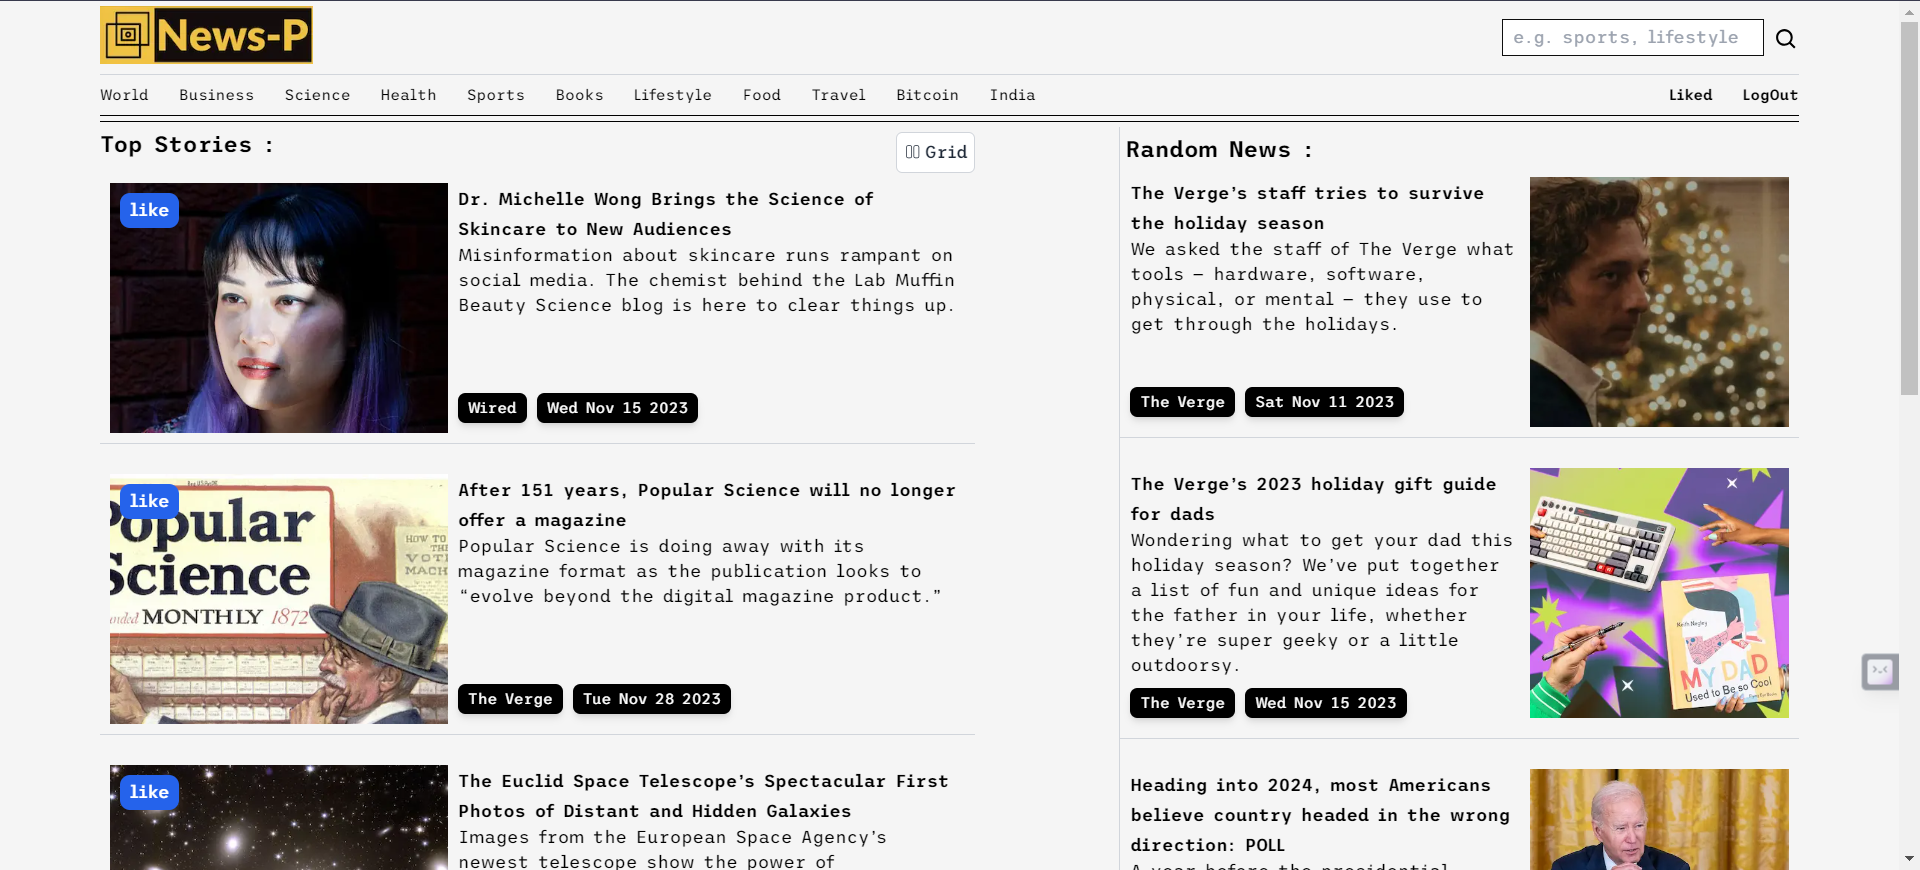 News-P
e.g. sports, lifestyle
World Business Science Health Sports Books Lifestyle Food Travel Bitcoin India Liked LogOut
Top Stories :
Grid
like
Dr. Michelle Wong Brings the Science of
Skincare to New Audiences
Misinformation about skincare runs rampant on
social media. The chemist behind the Lab Muffin
Beauty Science blog is here to clear things up.
Wired Wed Nov 15 2023
like
Popular
Science
MONTHLY 1872
HOW TO
THE
VOT
MACH
After 151 years, Popular Science will no longer
offer a magazine
Popular Science is doing away with its
magazine format as the publication looks to
“evolve beyond the digital magazine product.”
The Verge Tue Nov 28 2023
like
The Euclid Space Telescope’s Spectacular First
Photos of Distant and Hidden Galaxies
Images from the European Space Agency’s
newest telescope show the power of
Random News :
The Verge’s staff tries to survive
the holiday season
We asked the staff of The Verge what
tools — hardware, software,
physical, or mental — they use to
get through the holidays.
The Verge Sat Nov 11 2023
The Verge’s 2023 holiday gift guide
for dads
Wondering what to get your dad this
holiday season? We’ve put together
a list of fun and unique ideas for
the father in your life, whether
they’re super geeky or a little
outdoorsy.
The Verge Wed Nov 15 2023
MY DAD
Used to Be so Cool
Heading into 2024, most Americans
believe country headed in the wrong
direction: POLL
A year before the presidential